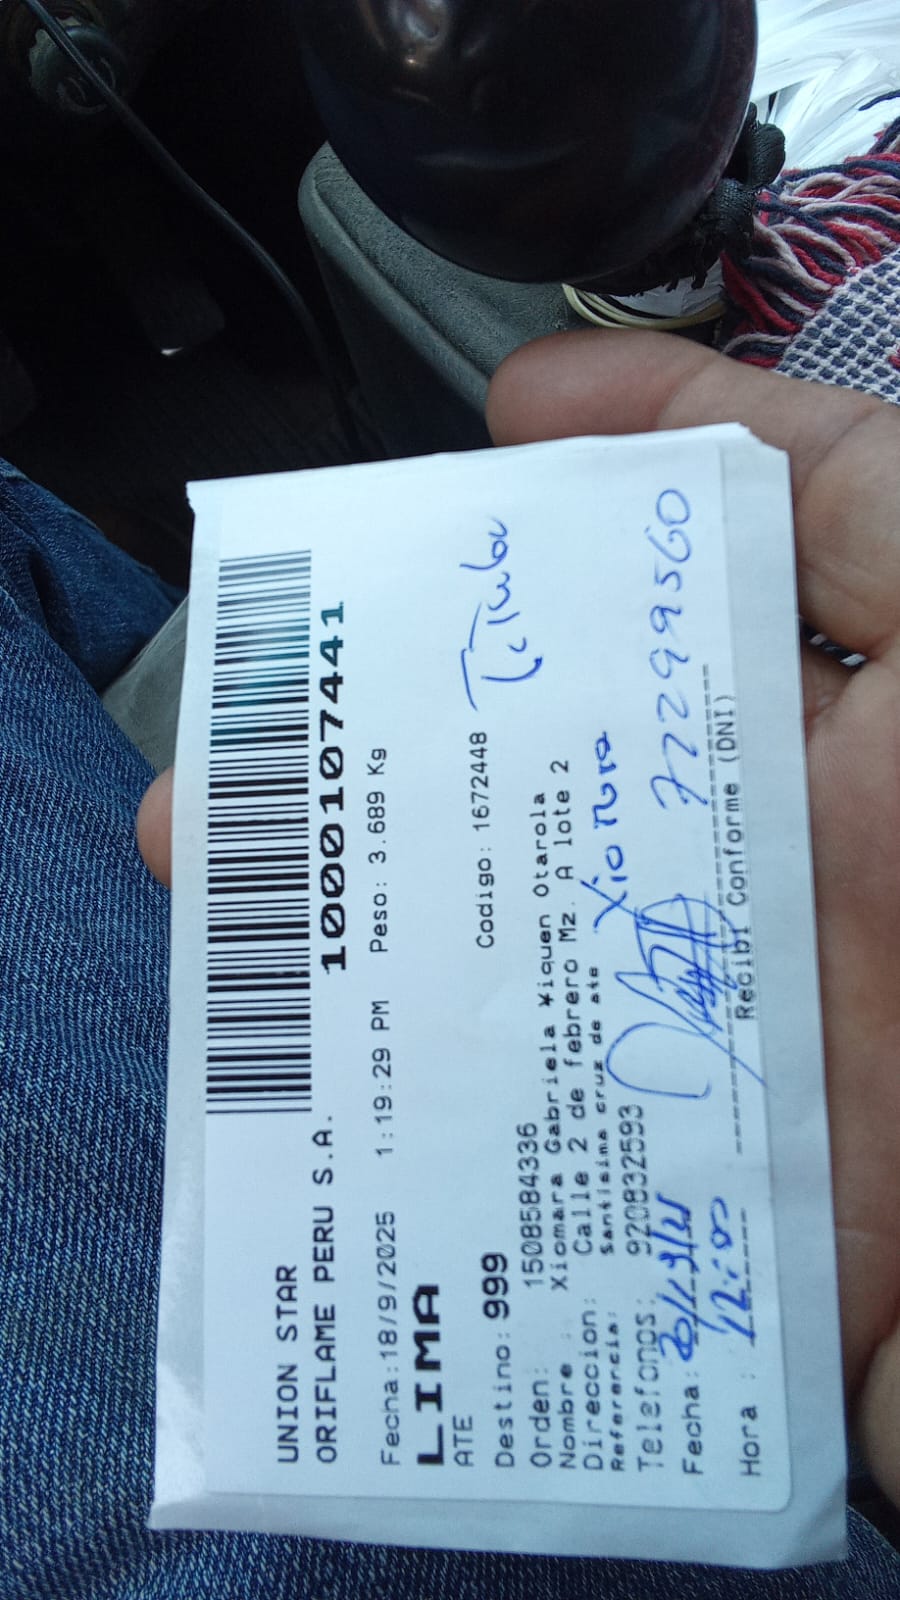 UNION STAR
ORIFLAME PERU S.A.
1000107441
Fecha:18/9/2025 1:19:29 PM Peso: 3.689 Kg
LIMA
ATE
Destino: 999 Codigo: 1672448 Titular
Orden: 1508584336
Nombre : Xiomara Gabriela Yiquen Otarola
Direccion: Calle 2 de febrero Mz. A lote 2
Referencia: Santisima cruz de ate
Telefonos: 920832593
Fecha:
Hora : 77299560
Recibi Conforme (DNI)